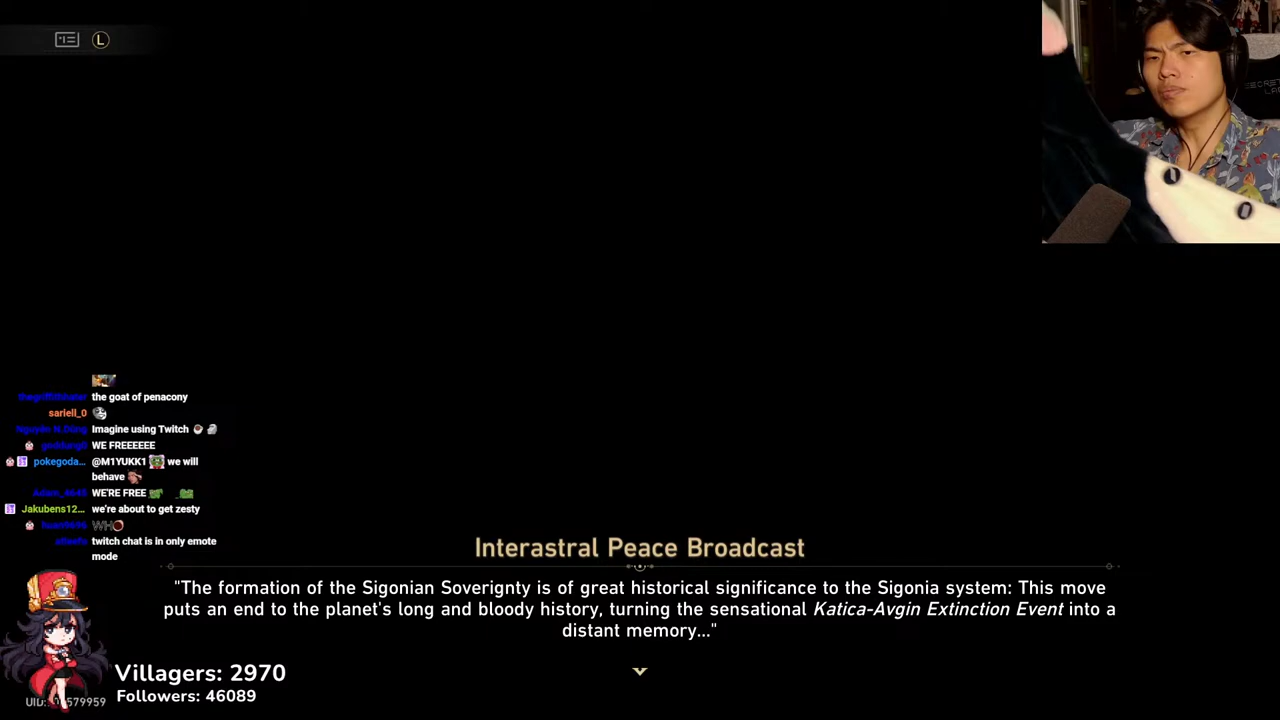 L
SECRET
LA
the goat of penacony
sariell_0
Imagine using Twitch
WE FREEEEEE
pokegoda... @M1YUKK1 we will
behave
Adam_4645 WE'RE FREE
Jakubens12... we're about to get zesty
WH
twitch chat is in only emote
mode
Interastral Peace Broadcast
"The formation of the Sigonian Soverignty is of great historical significance to the Sigonia system: This move
puts an end to the planet's long and bloody history, turning the sensational Katica-Avgin Extinction Event into a
distant memory..."
Villagers: 2970
Followers: 46089